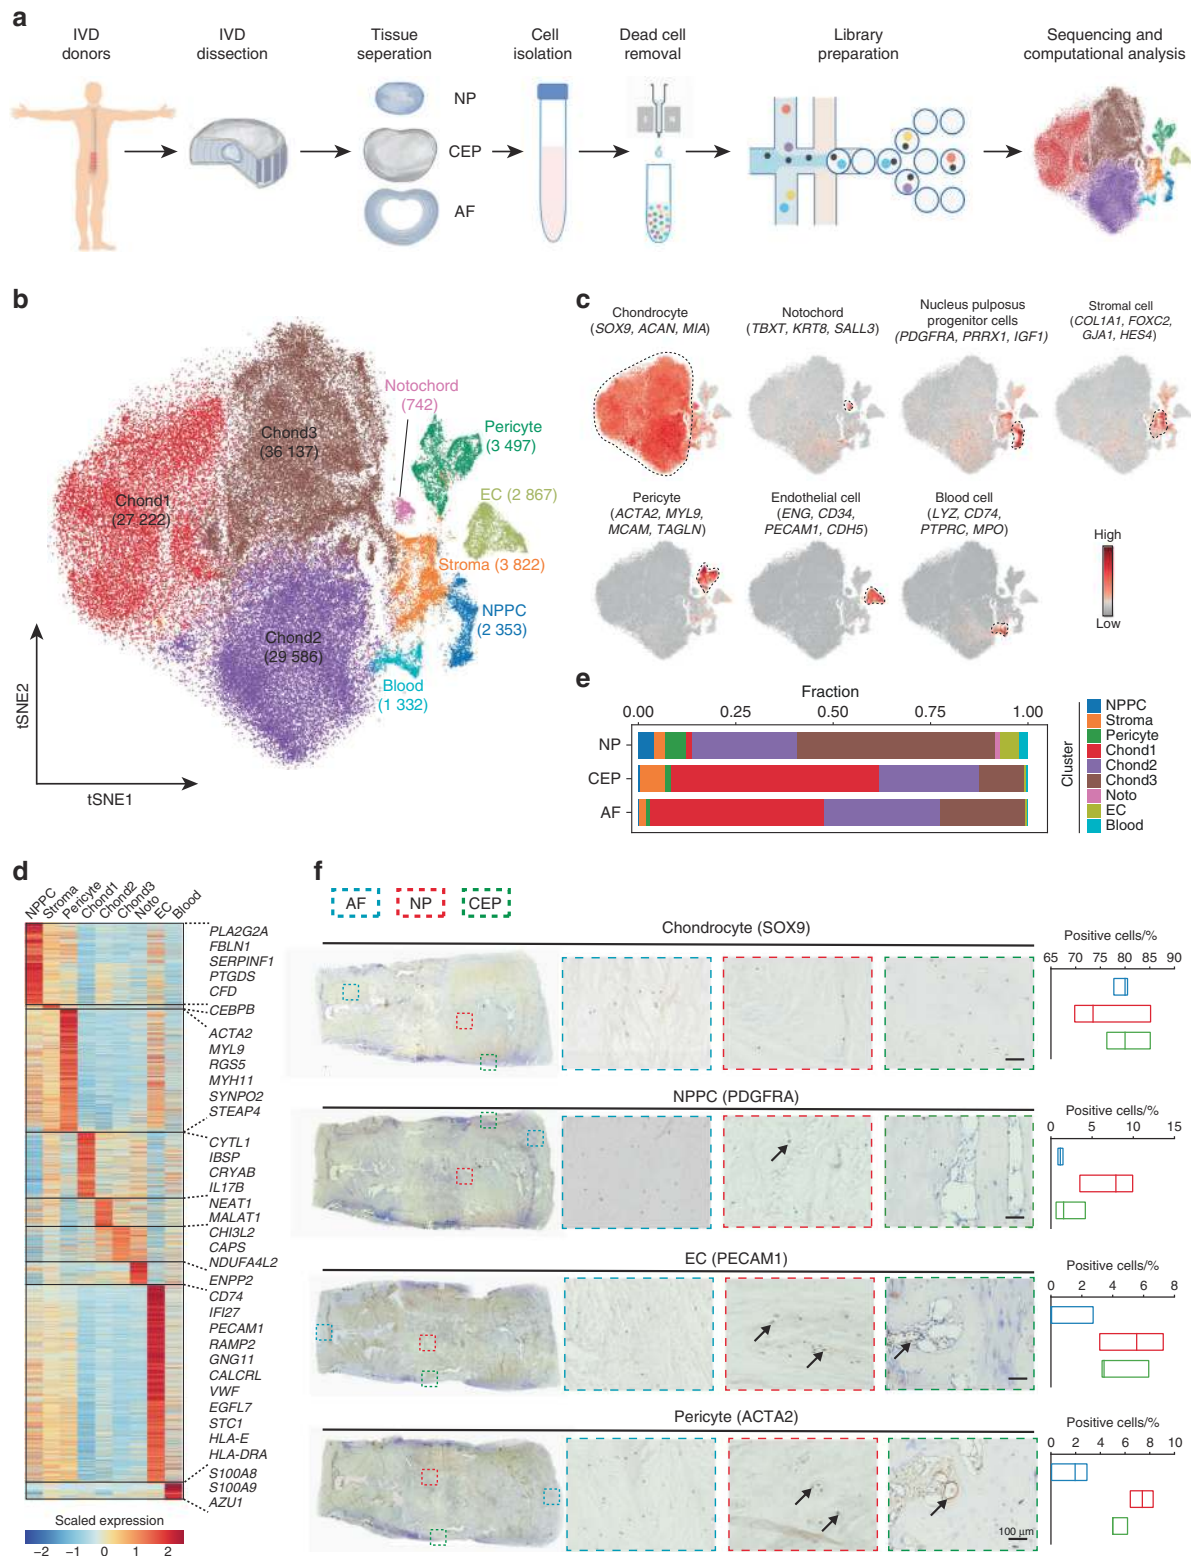 a
IVD
donors
IVD
dissection
Tissue
seperation
Cell
isolation
Dead cell
removal
Library
preparation
Sequencing and
computational analysis
NP
CEP
AF
b
Notochord
(742)
Pericyte
(3 497)
Chond3
(36 137)
EC (2 867)
Chond1
(27 222)
Stroma (3 822)
NPPC
(2 353)
Chond2
(29 586)
Blood
(1 332)
tSNE2
tSNE1
c
Chondrocyte
(SOX9, ACAN, MIA)
Notochord
(TBXT, KRT8, SALL3)
Nucleus pulposus
progenitor cells
(PDGFRA, PRRX1, IGF1)
Stromal cell
(COL1A1, FOXC2,
GJA1, HES4)
Pericyte
(ACTA2, MYL9,
MCAM, TAGLN)
Endothelial cell
(ENG, CD34,
PECAM1, CDH5)
Blood cell
(LYZ, CD74,
PTPRC, MPO)
High
Low
e
Fraction
0.00 0.25 0.50 0.75 1.00
NP
CEP
AF
Cluster
NPPC
Stroma
Pericyte
Chond1
Chond2
Chond3
Noto
EC
Blood
d
NPPC
Stroma
Pericyte
Chond1
Chond2
Chond3
Noto
EC
Blood
PLA2G2A
FBLN1
SERPINF1
PTGDS
CFD
CEBPB
ACTA2
MYL9
RGS5
MYH11
SYNPO2
STEAP4
CYTL1
IBSP
CRYAB
IL17B
NEAT1
MALAT1
CHI3L2
CAPS
NDUFA4L2
ENPP2
CD74
IFI27
PECAM1
RAMP2
GNG11
CALCRL
VWF
EGFL7
STC1
HLA-E
HLA-DRA
S100A8
S100A9
AZU1
Scaled expression
−2 −1 0 1 2
f
AF
NP
CEP
Chondrocyte (SOX9)
Positive cells/%
65 70 75 80 85 90
NPPC (PDGFRA)
Positive cells/%
0 5 10 15
EC (PECAM1)
Positive cells/%
0 2 4 6 8
Pericyte (ACTA2)
Positive cells/%
0 2 4 6 8 10
100 μm